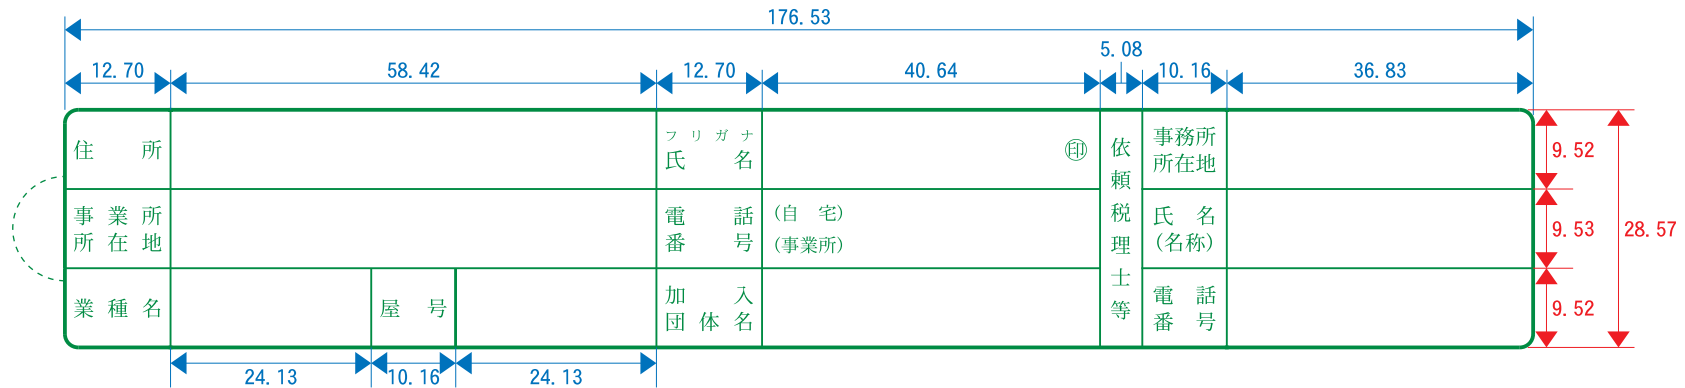 176.53
5.08
12.70 58.42 12.70 40.64 10.16 36.83
住所
フリガナ
氏名
㊞
依頼税理士等
事務所
所在地
9.52
事業所
所在地
電話
番号
(自宅)
(事業所)
氏名
(名称)
9.53
28.57
業種名
屋号
加入
団体名
電話
番号
9.52
24.13 10.16 24.13